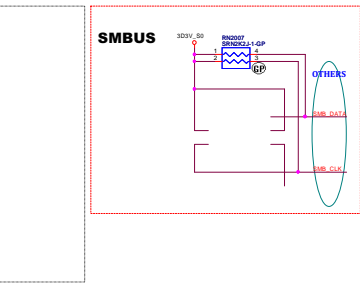 SMBUS
3D3V_S0
RN2007
SRN2K2J-1-GP
1
4
2
3
GP
OTHERS
SMB_DATA
SMB_CLK